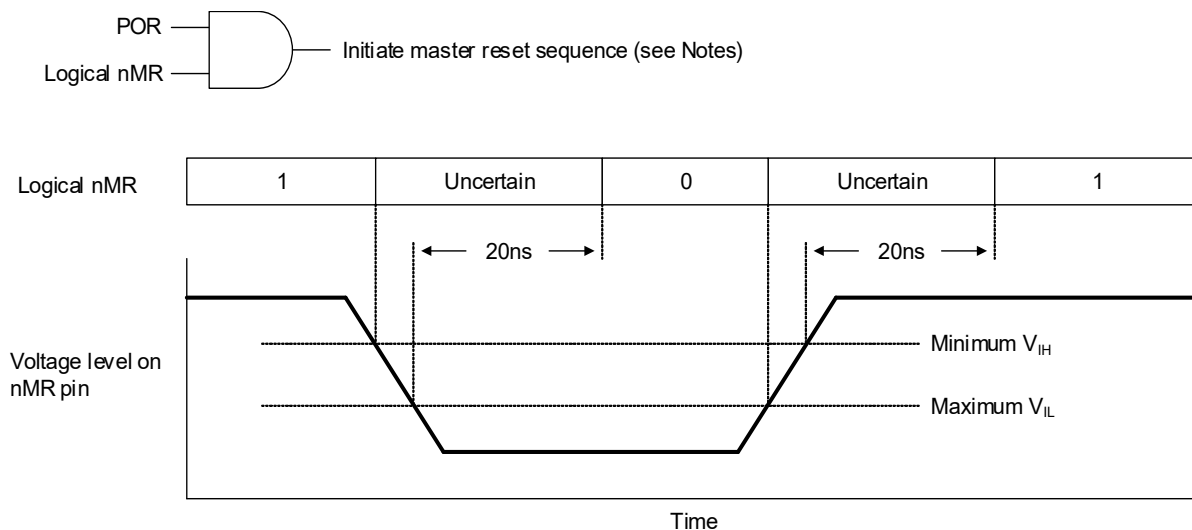 POR
Logical nMR
Initiate master reset sequence (see Notes)
Logical nMR
1
Uncertain
0
Uncertain
1
20ns
20ns
Voltage level on
nMR pin
Minimum VIH
Maximum VIL
Time